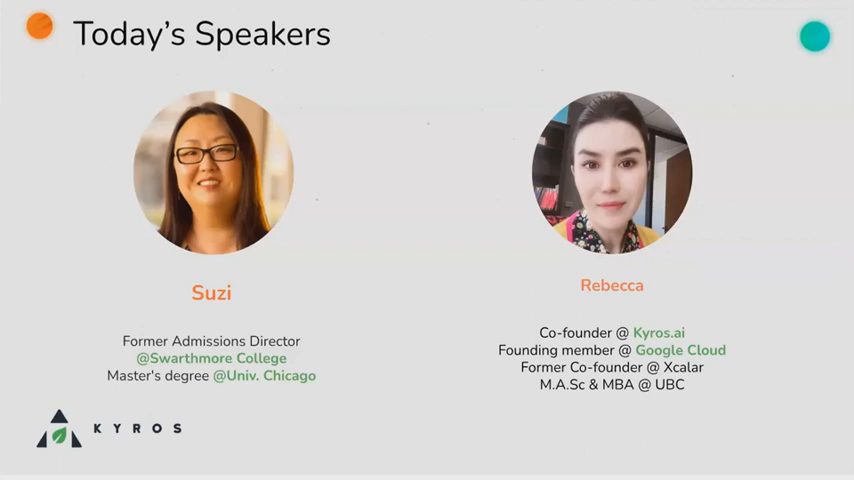 Today's Speakers
Suzi
Former Admissions Director
@Swarthmore College
Master's degree @Univ. Chicago
Rebecca
Co-founder @ Kyros.ai
Founding member @ Google Cloud
Former Co-founder @ Xcalar
M.A.Sc & MBA @ UBC
KYROS